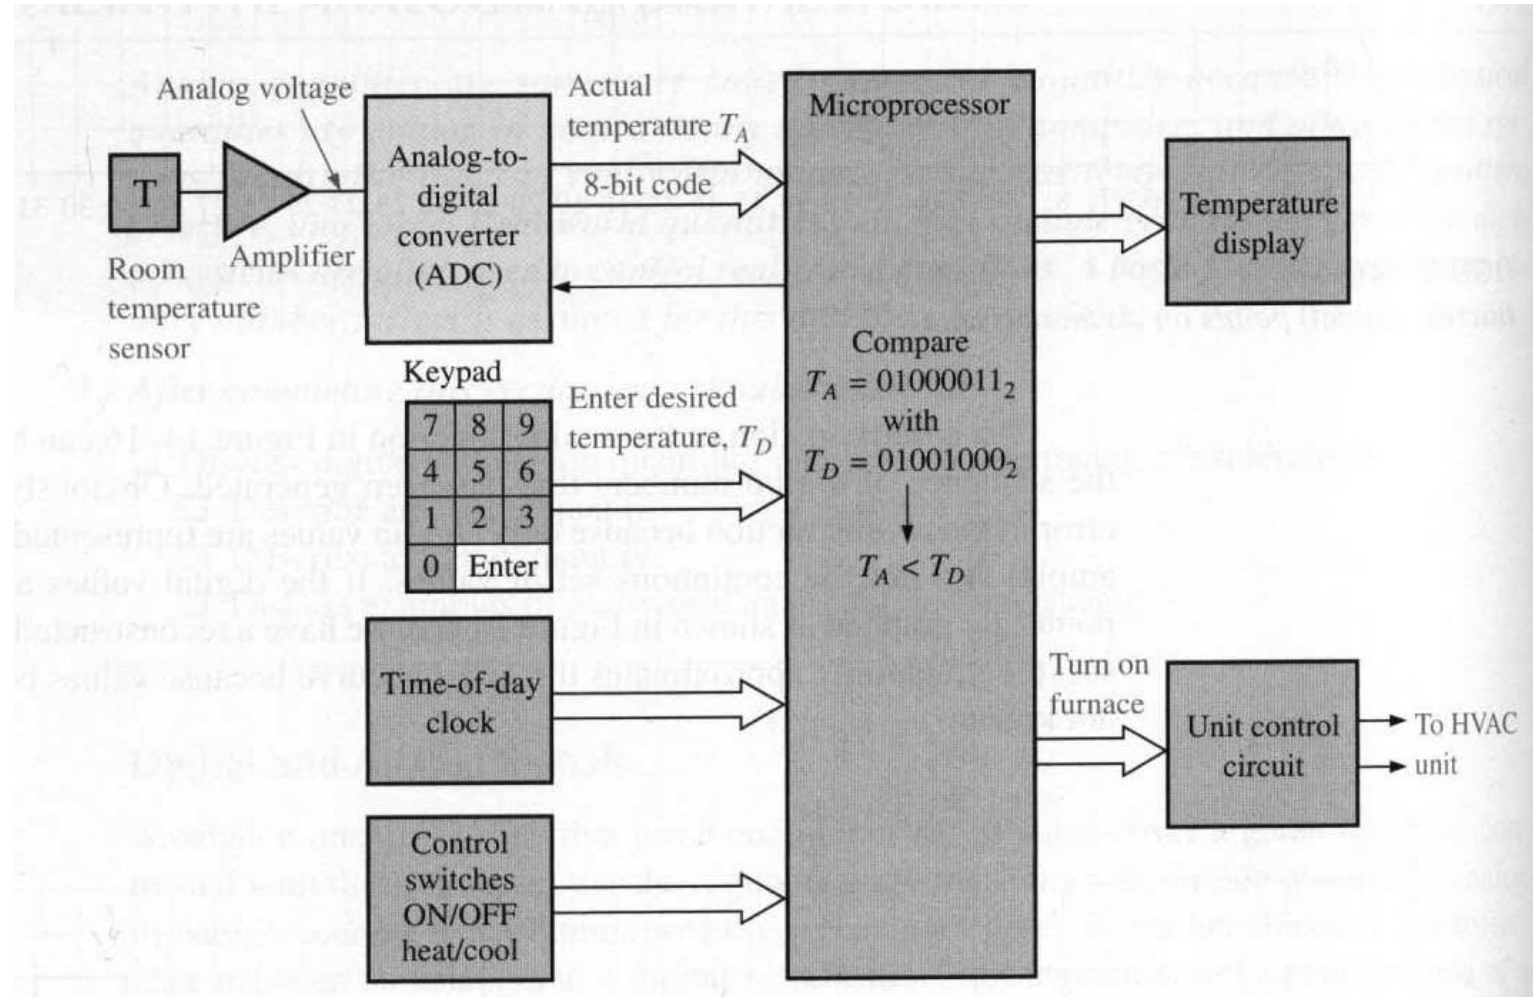 Analog voltage
T
Room
temperature
sensor
Amplifier
Analog-to-
digital
converter
(ADC)
Actual
temperature T_A
8-bit code
Keypad
7 8 9
4 5 6
1 2 3
0 Enter
Enter desired
temperature, T_D
Time-of-day
clock
Control
switches
ON/OFF
heat/cool
Microprocessor
Compare
T_A = 01000011₂
with
T_D = 01001000₂
T_A < T_D
Temperature
display
Turn on
furnace
Unit control
circuit
To HVAC
unit